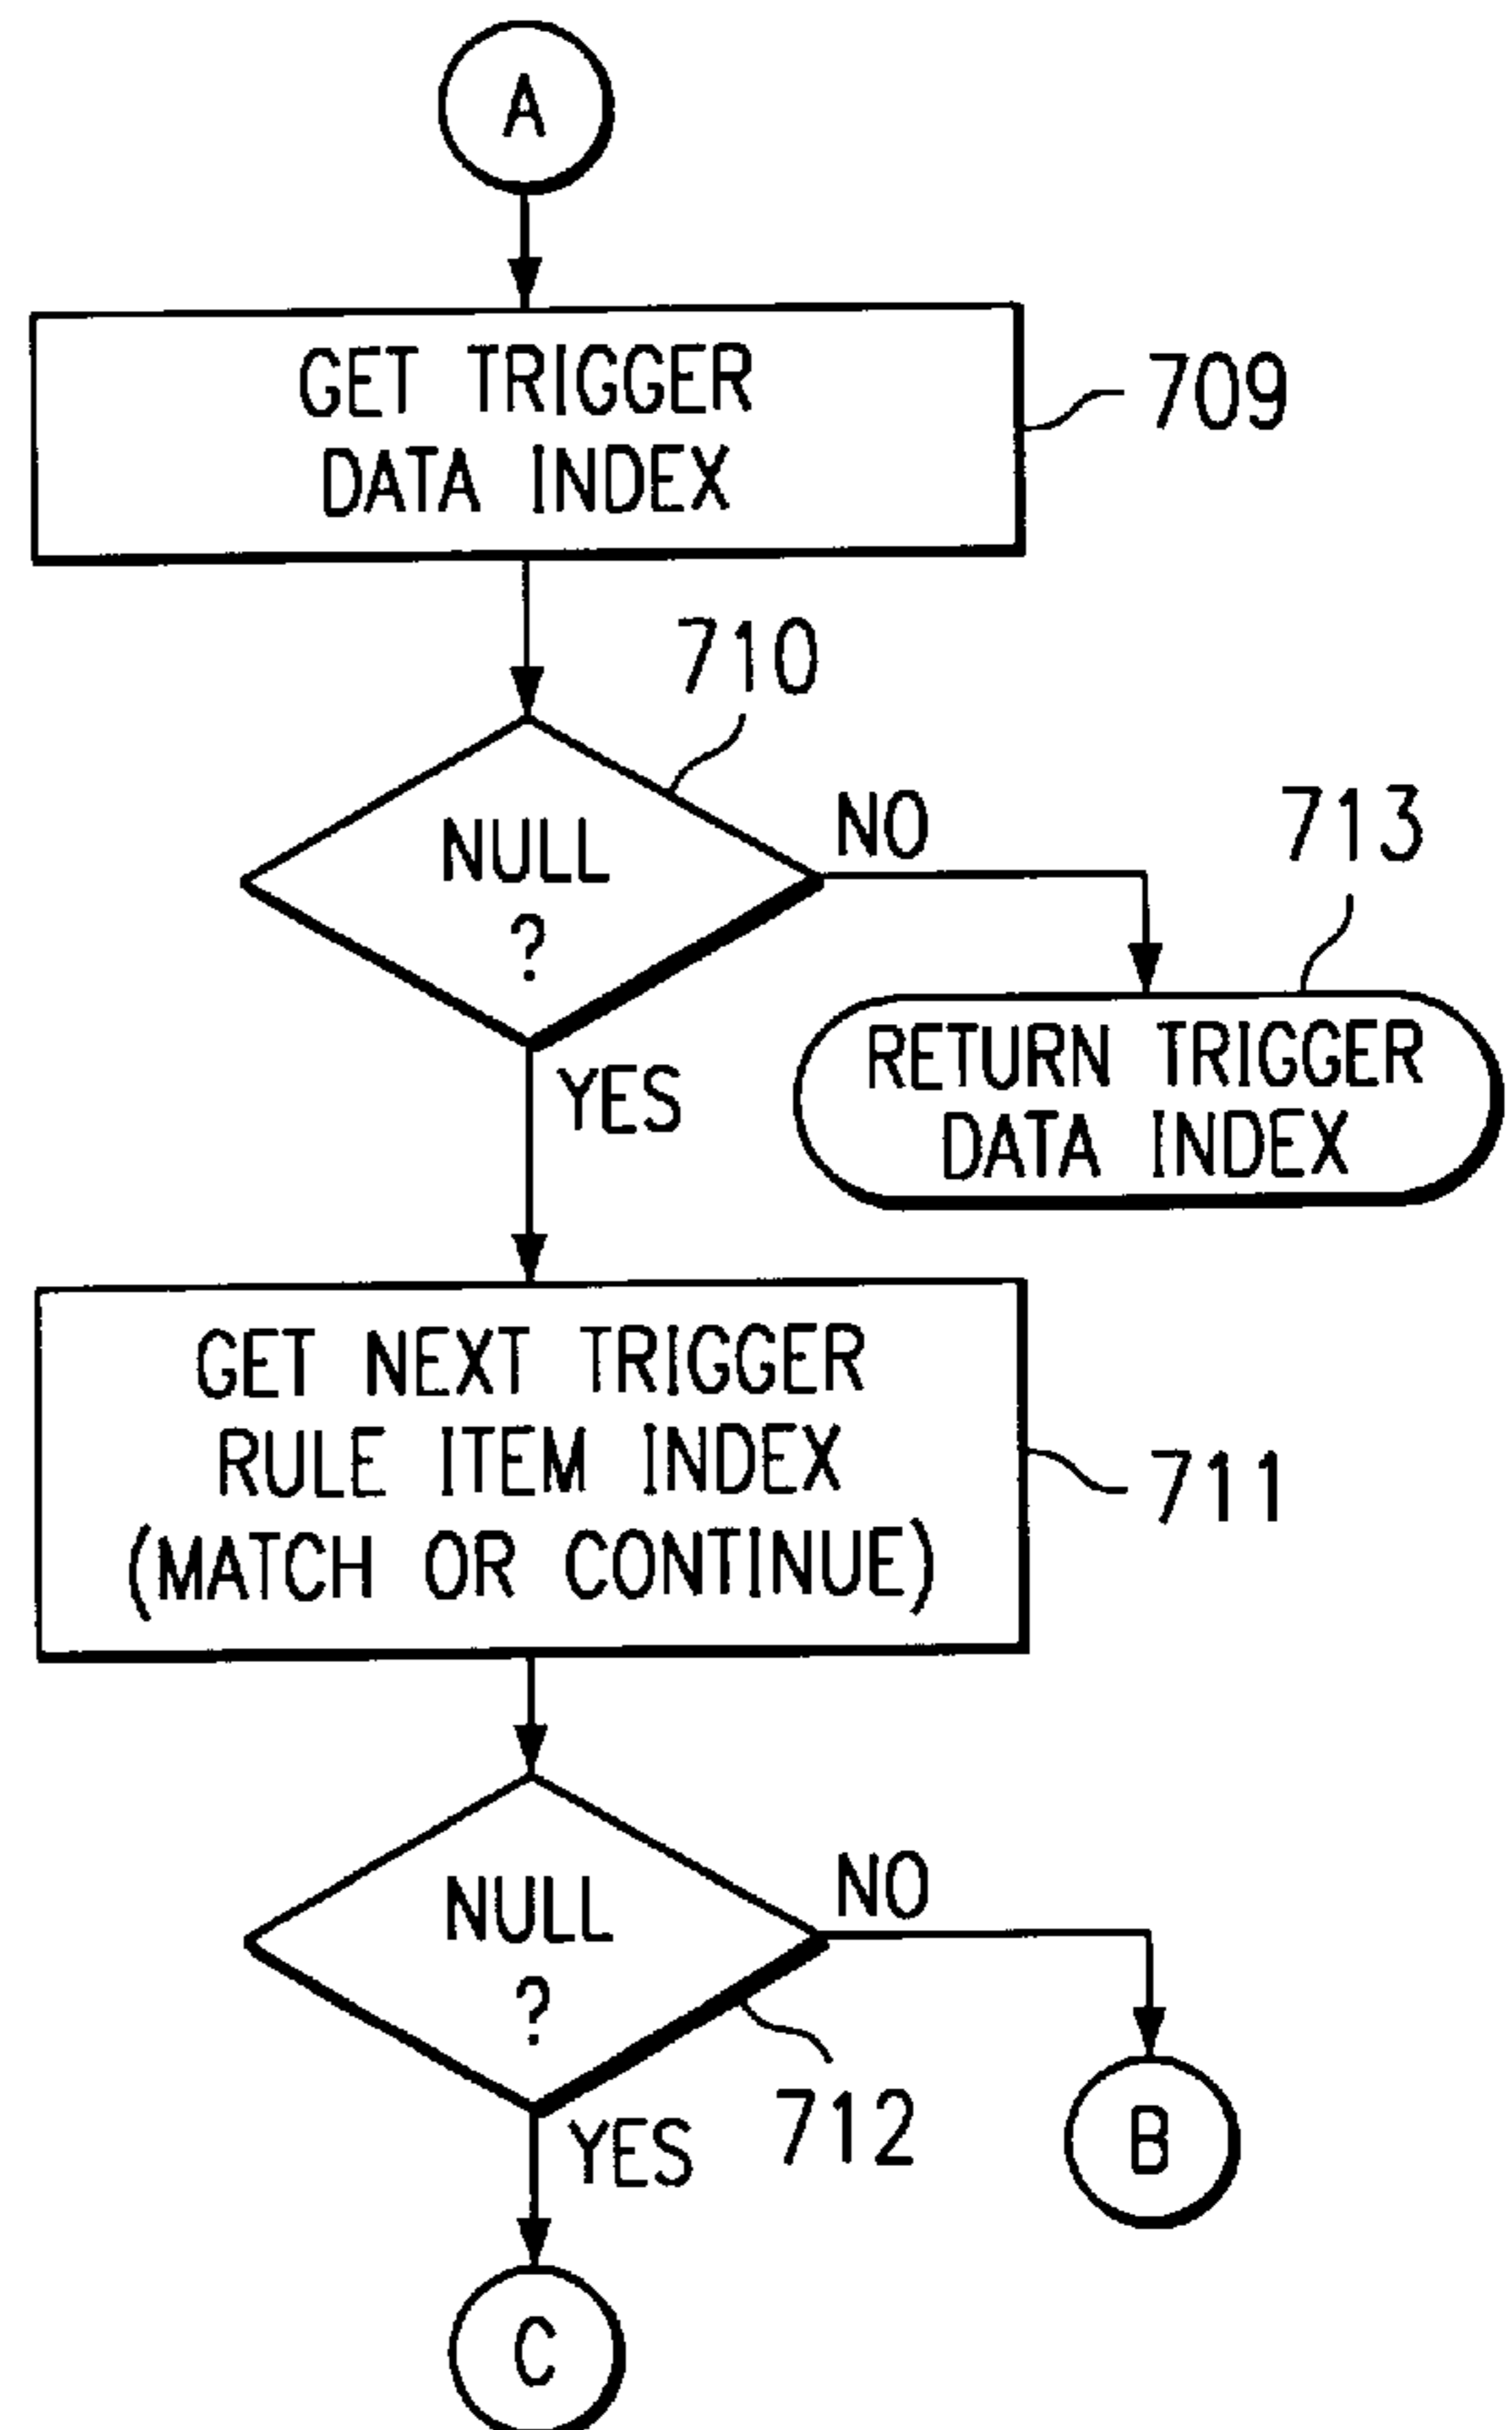 A
GET TRIGGER
DATA INDEX
709
710
NULL
?
NO
713
YES
RETURN TRIGGER
DATA INDEX
GET NEXT TRIGGER
RULE ITEM INDEX
(MATCH OR CONTINUE)
711
NULL
?
NO
712
YES
B
C